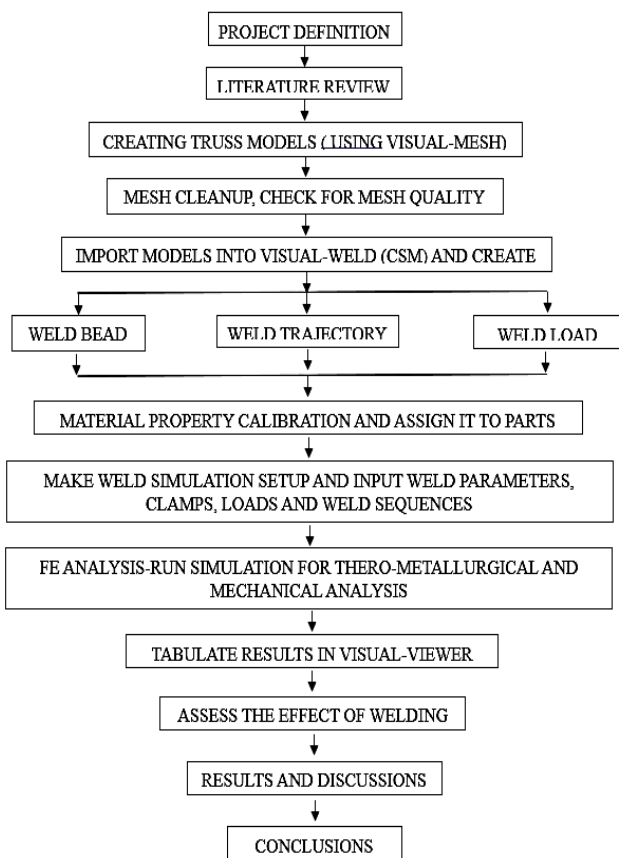 PROJECT DEFINITION
LITERATURE REVIEW
CREATING TRUSS MODELS ( USING VISUAL-MESH)
MESH CLEANUP, CHECK FOR MESH QUALITY
IMPORT MODELS INTO VISUAL-WELD (CSM) AND CREATE
WELD BEAD
WELD TRAJECTORY
WELD LOAD
MATERIAL PROPERTY CALIBRATION AND ASSIGN IT TO PARTS
MAKE WELD SIMULATION SETUP AND INPUT WELD PARAMETERS,
CLAMPS, LOADS AND WELD SEQUENCES
FE ANALYSIS-RUN SIMULATION FOR THERO-METALLURGICAL AND
MECHANICAL ANALYSIS
TABULATE RESULTS IN VISUAL-VIEWER
ASSESS THE EFFECT OF WELDING
RESULTS AND DISCUSSIONS
CONCLUSIONS